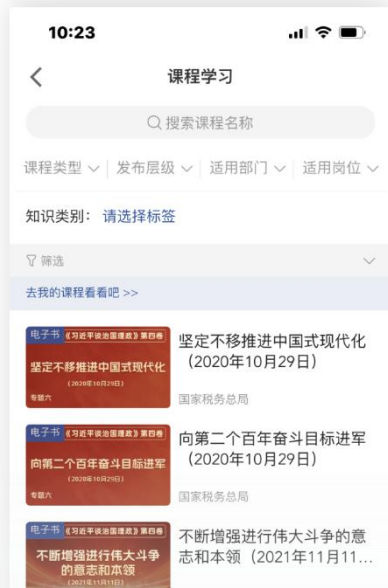 10:23
课程学习
搜索课程名称
课程类型 发布层级 适用部门 适用岗位
知识类别： 请选择标签
筛选
去我的课程看看吧 >>
电子书 《习近平谈治国理政》第四卷
坚定不移推进中国式现代化
（2020年10月29日）
专题六
坚定不移推进中国式现代化
（2020年10月29日）
国家税务总局
电子书 《习近平谈治国理政》第四卷
向第二个百年奋斗目标进军
（2020年10月29日）
专题六
向第二个百年奋斗目标进军
（2020年10月29日）
国家税务总局
电子书 《习近平谈治国理政》第四卷
不断增强进行伟大斗争
的意志和本领
（2021年11月11日）
不断增强进行伟大斗争的意
志和本领（2021年11月11...